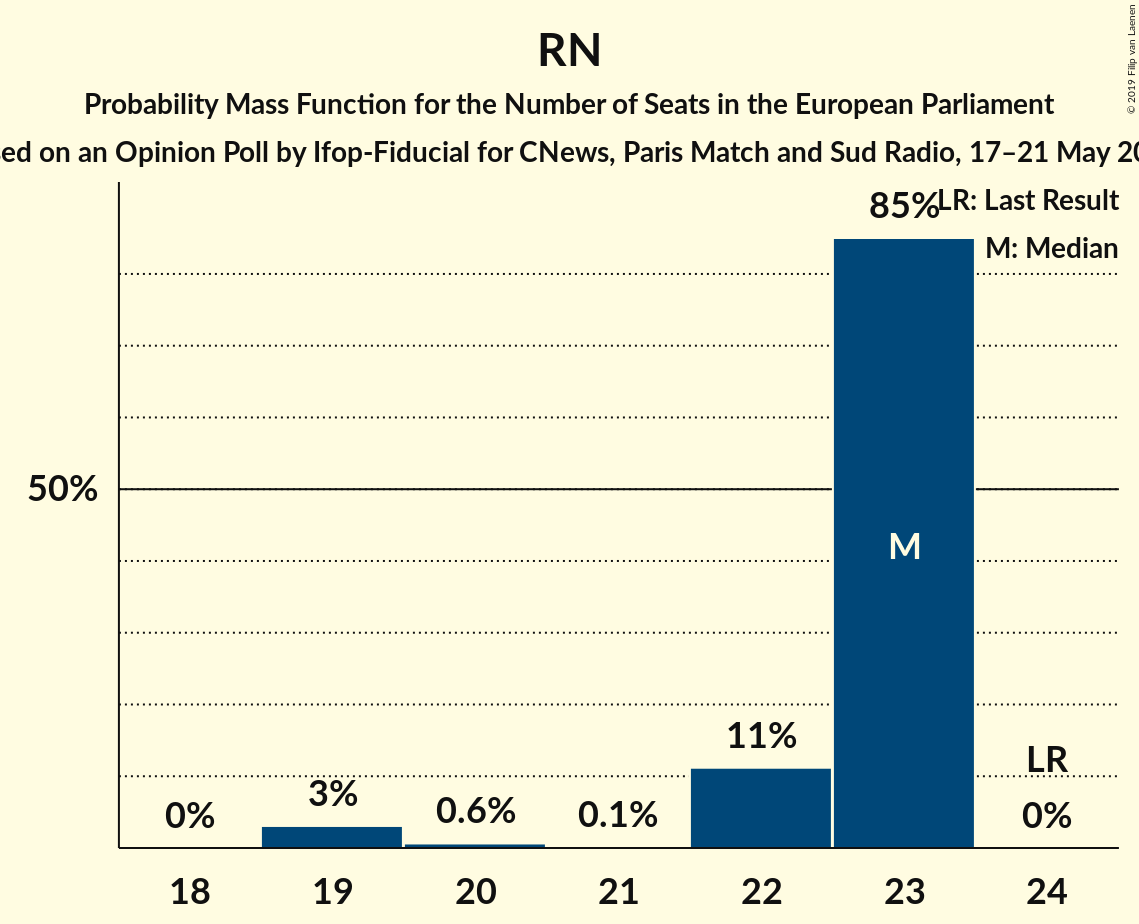 RN
Probability Mass Function for the Number of Seats in the European Parliament
on an Opinion Poll by Ifop-Fiducial for CNews, Paris Match and Sud Radio, 17–21 May
85%
LR: Last Result
M: Median
50%
M
11%
LR
3%
0%
0.6%
0.1%
0%
18 19 20 21 22 23 24
© 2019 Filip van Laenen